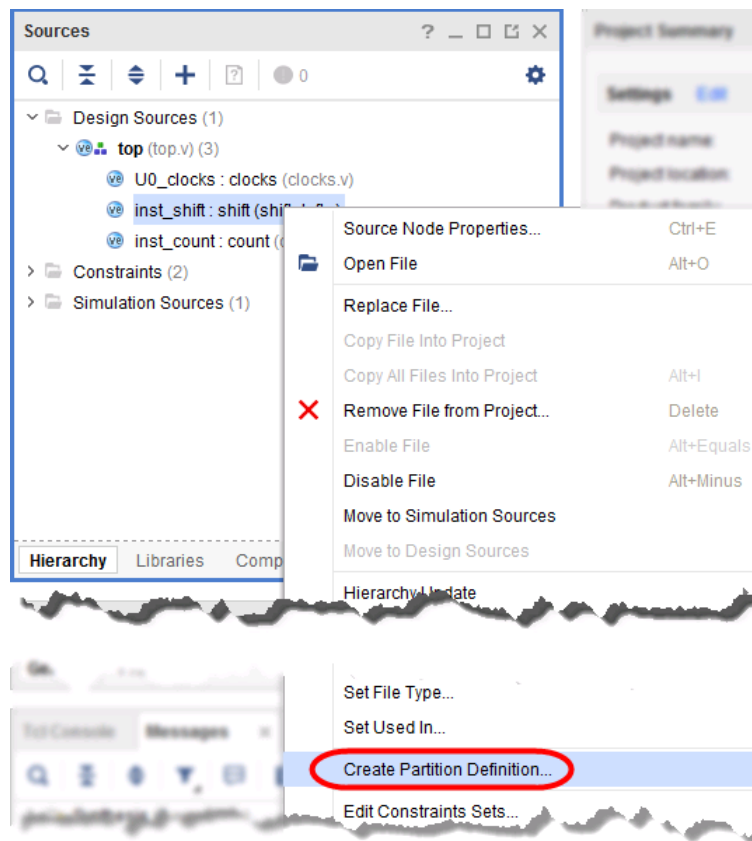 Sources
Project Summary
0
Settings Edit
Design Sources (1)
Project name:
top (top.v) (3)
Project location:
U0_clocks : clocks (clocks.v)
inst_shift : shift
inst_count : count
Constraints (2)
Simulation Sources (1)
Source Node Properties... Ctrl+E
Open File Alt+O
Replace File...
Copy File Into Project
Copy All Files Into Project Alt+I
Remove File from Project... Delete
Enable File Alt+Equals
Disable File Alt+Minus
Move to Simulation Sources
Move to Design Sources
Hierarchy Update
Hierarchy Libraries
Set File Type...
Set Used In...
Tcl Console Messages
Create Partition Definition...
Edit Constraints Sets...